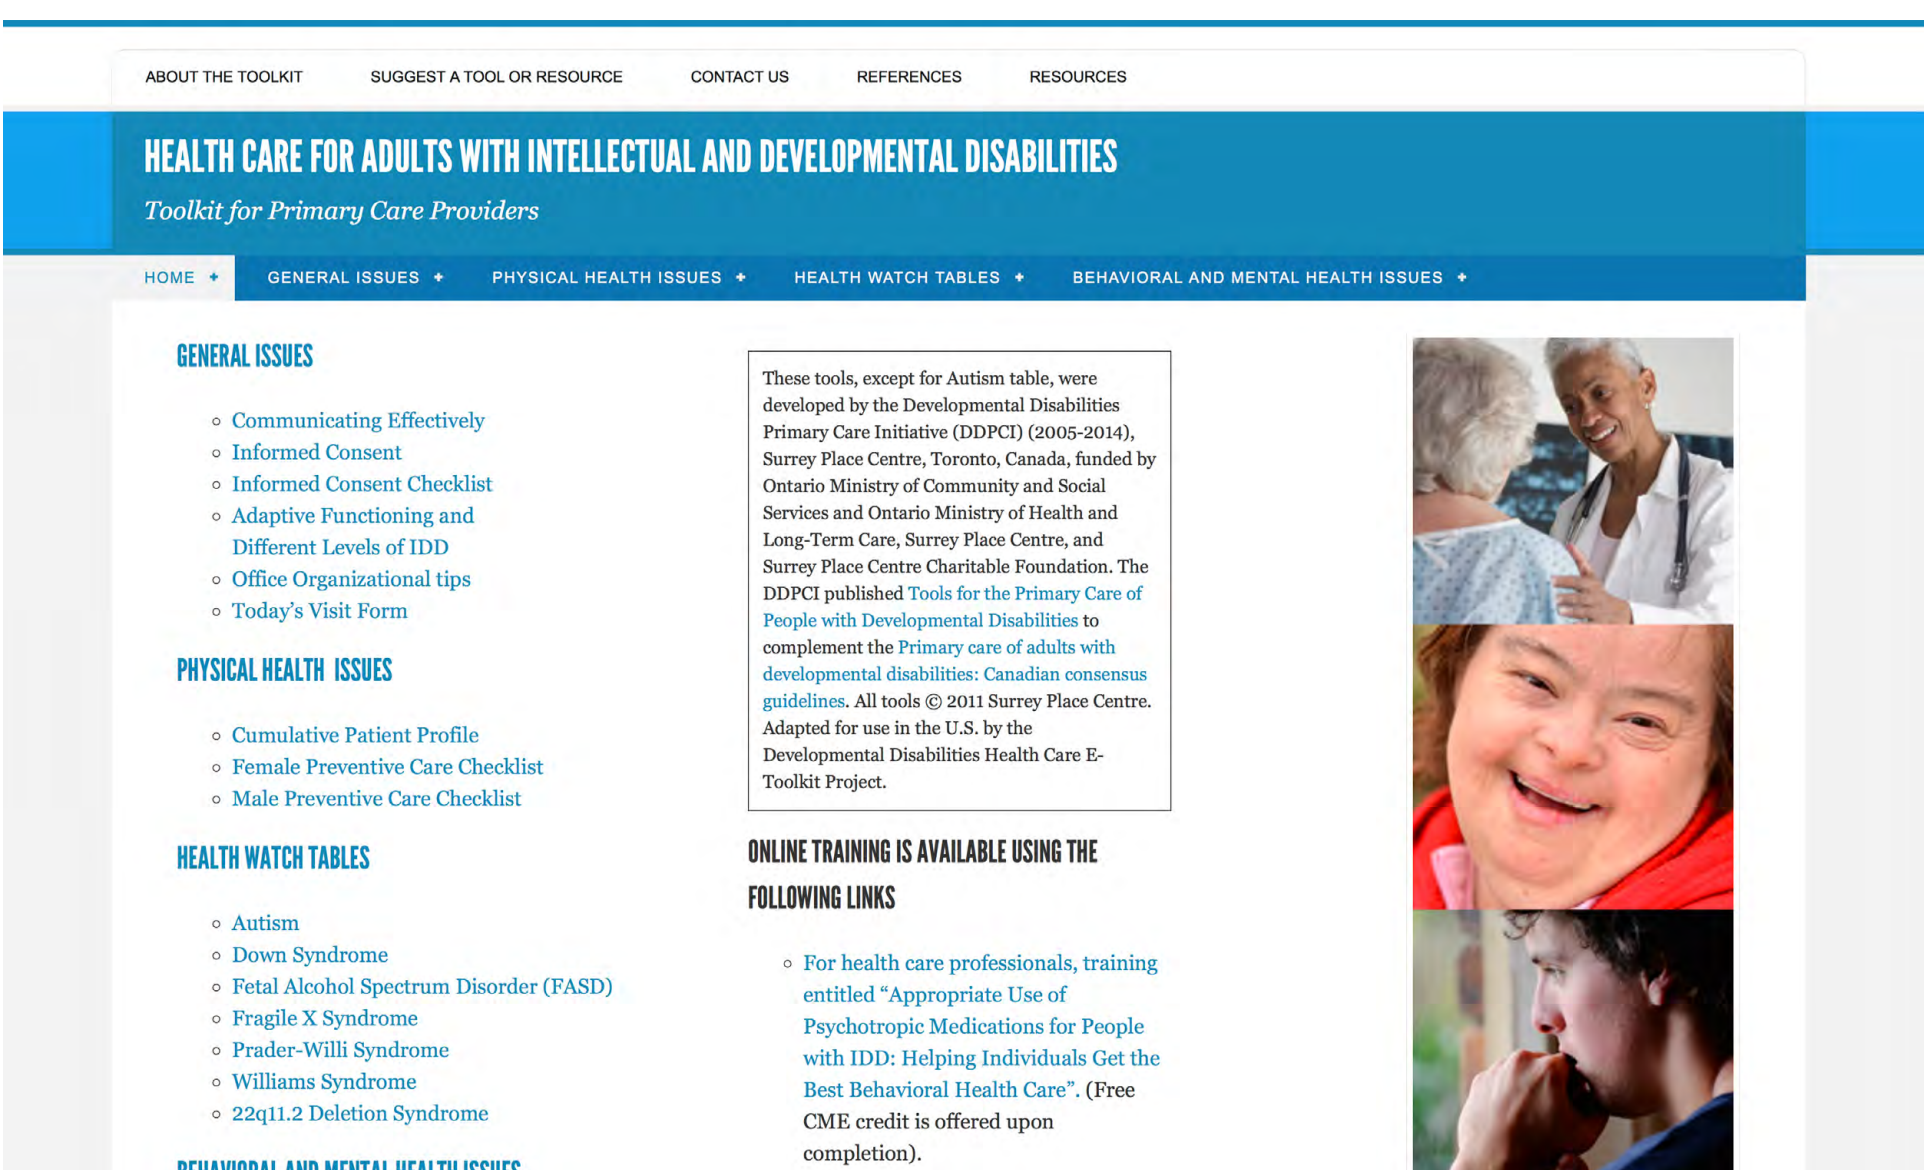 ABOUT THE TOOLKIT SUGGEST A TOOL OR RESOURCE CONTACT US REFERENCES RESOURCES
HEALTH CARE FOR ADULTS WITH INTELLECTUAL AND DEVELOPMENTAL DISABILITIES
Toolkit for Primary Care Providers
HOME + GENERAL ISSUES + PHYSICAL HEALTH ISSUES + HEALTH WATCH TABLES + BEHAVIORAL AND MENTAL HEALTH ISSUES +
GENERAL ISSUES
Communicating Effectively
Informed Consent
Informed Consent Checklist
Adaptive Functioning and
Different Levels of IDD
Office Organizational tips
Today's Visit Form
PHYSICAL HEALTH ISSUES
Cumulative Patient Profile
Female Preventive Care Checklist
Male Preventive Care Checklist
HEALTH WATCH TABLES
Autism
Down Syndrome
Fetal Alcohol Spectrum Disorder (FASD)
Fragile X Syndrome
Prader-Willi Syndrome
Williams Syndrome
22q11.2 Deletion Syndrome
BEHAVIORAL AND MENTAL HEALTH ISSUES
These tools, except for Autism table, were
developed by the Developmental Disabilities
Primary Care Initiative (DDPCI) (2005-2014),
Surrey Place Centre, Toronto, Canada, funded by
Ontario Ministry of Community and Social
Services and Ontario Ministry of Health and
Long-Term Care, Surrey Place Centre, and
Surrey Place Centre Charitable Foundation. The
DDPCI published Tools for the Primary Care of
People with Developmental Disabilities to
complement the Primary care of adults with
developmental disabilities: Canadian consensus
guidelines. All tools © 2011 Surrey Place Centre.
Adapted for use in the U.S. by the
Developmental Disabilities Health Care E-
Toolkit Project.
ONLINE TRAINING IS AVAILABLE USING THE
FOLLOWING LINKS
For health care professionals, training
entitled “Appropriate Use of
Psychotropic Medications for People
with IDD: Helping Individuals Get the
Best Behavioral Health Care”. (Free
CME credit is offered upon
completion).